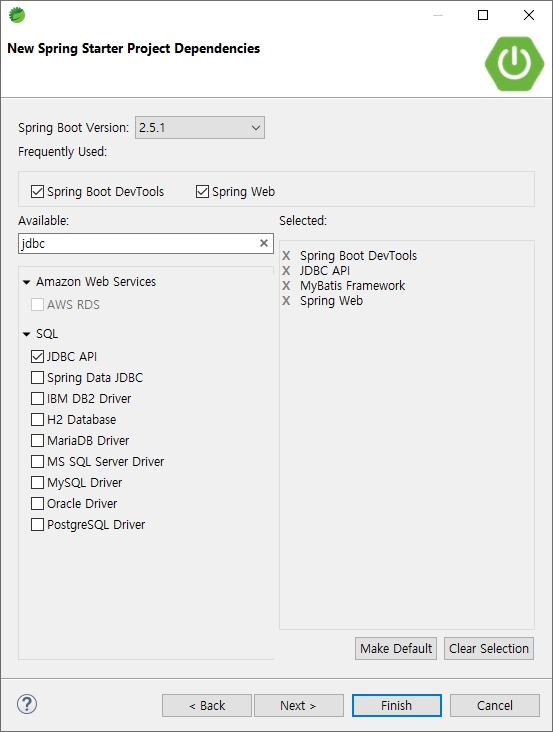 New Spring Starter Project Dependencies
Spring Boot Version: 2.5.1
Frequently Used:
Spring Boot DevTools Spring Web
Available:
jdbc
Amazon Web Services
AWS RDS
SQL
JDBC API
Spring Data JDBC
IBM DB2 Driver
H2 Database
MariaDB Driver
MS SQL Server Driver
MySQL Driver
Oracle Driver
PostgreSQL Driver
Selected:
X Spring Boot DevTools
X JDBC API
X MyBatis Framework
X Spring Web
Make Default Clear Selection
? < Back Next > Finish Cancel